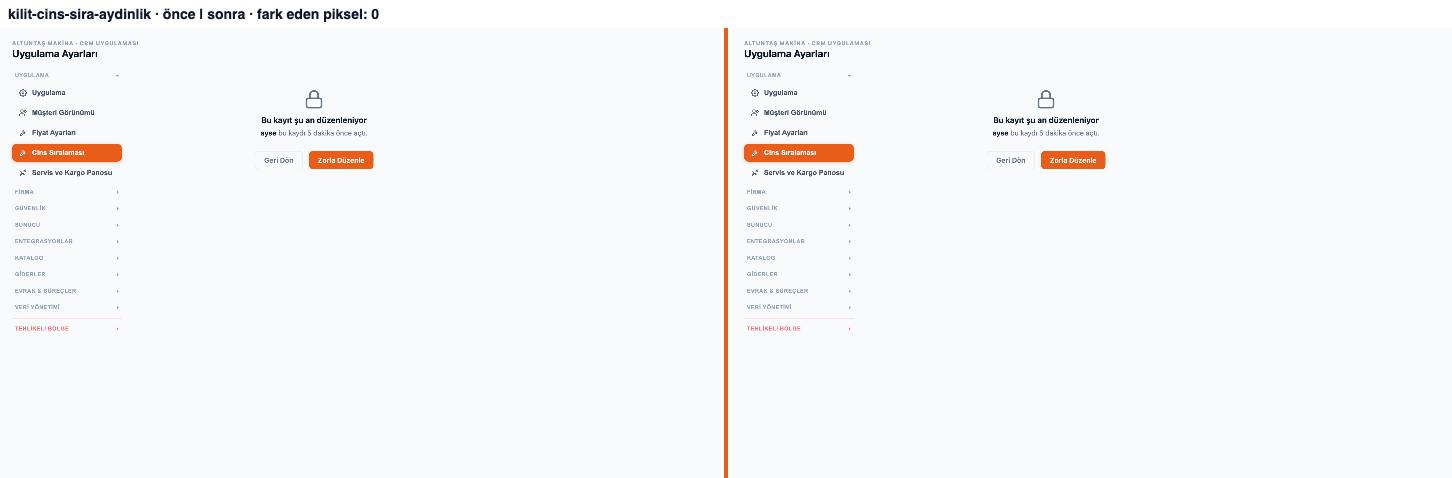 kilit-cins-sira-aydinlik · önce | sonra · fark eden piksel: 0
ALTUNTAŞ MAKİNA · CRM UYGULAMASI
Uygulama Ayarları
UYGULAMA
Uygulama
Müşteri Görünümü
Fiyat Ayarları
Cins Sıralaması
Servis ve Kargo Panosu
FİRMA
GÜVENLİK
SUNUCU
ENTEGRASYONLAR
KATALOG
GİDERLER
EVRAK & SÜREÇLER
VERİ YÖNETİMİ
TEHLİKELİ BÖLGE
Bu kayıt şu an düzenleniyor
ayse bu kaydı 5 dakika önce açtı.
Geri Dön Zorla Düzenle
ALTUNTAŞ MAKİNA · CRM UYGULAMASI
Uygulama Ayarları
UYGULAMA
Uygulama
Müşteri Görünümü
Fiyat Ayarları
Cins Sıralaması
Servis ve Kargo Panosu
FİRMA
GÜVENLİK
SUNUCU
ENTEGRASYONLAR
KATALOG
GİDERLER
EVRAK & SÜREÇLER
VERİ YÖNETİMİ
TEHLİKELİ BÖLGE
Bu kayıt şu an düzenleniyor
ayse bu kaydı 5 dakika önce açtı.
Geri Dön Zorla Düzenle